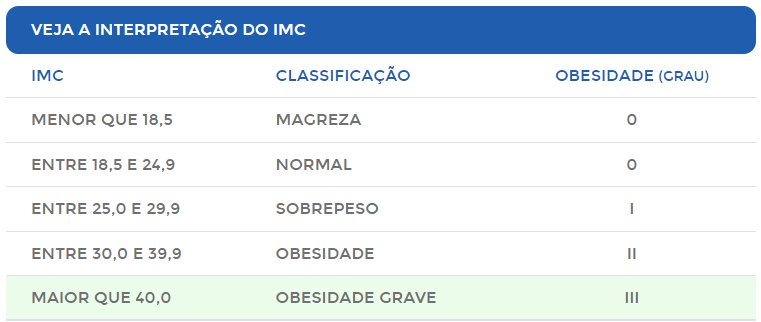 VEJA A INTERPRETAÇÃO DO IMC
IMC CLASSIFICAÇÃO OBESIDADE (GRAU)
MENOR QUE 18,5 MAGREZA 0
ENTRE 18,5 E 24,9 NORMAL 0
ENTRE 25,0 E 29,9 SOBREPESO I
ENTRE 30,0 E 39,9 OBESIDADE II
MAIOR QUE 40,0 OBESIDADE GRAVE III